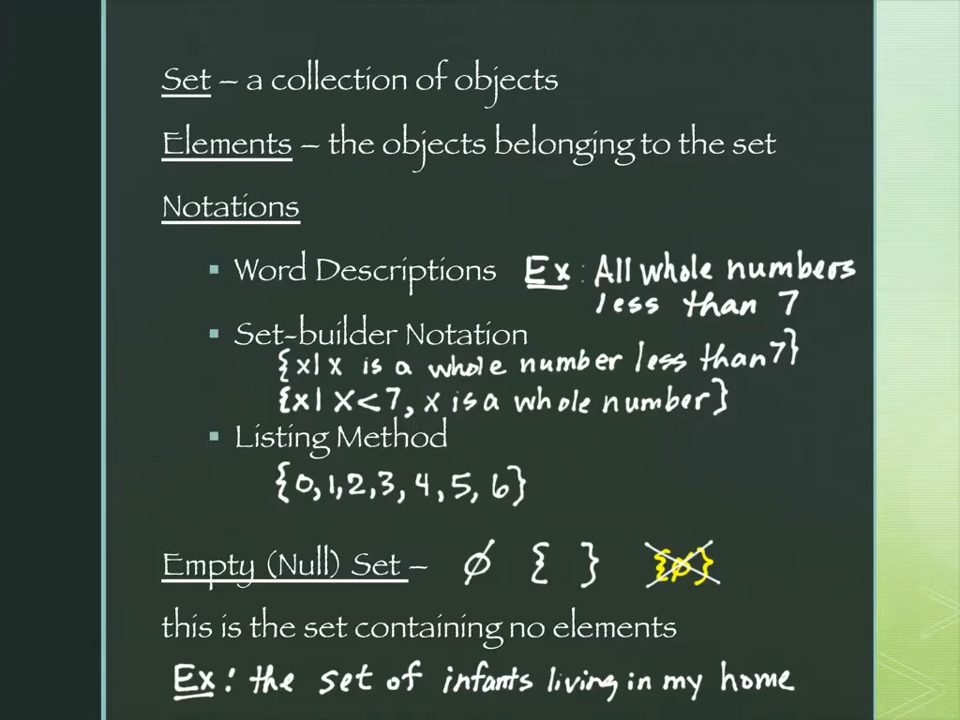 Set – a collection of objects
Elements – the objects belonging to the set
Notations
▪ Word Descriptions Ex: All whole numbers
less than 7
▪ Set-builder Notation
{x| x is a whole number less than 7}
{x| x<7, x is a whole number}
▪ Listing Method
{0,1,2,3,4,5,6}
Empty (Null) Set – ∅ { } {∅}
this is the set containing no elements
Ex: the set of infants living in my home